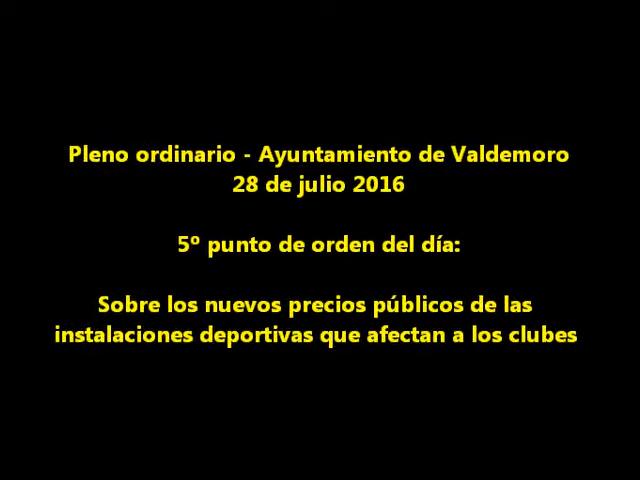 Pleno ordinario - Ayuntamiento de Valdemoro
28 de julio 2016
5º punto de orden del día:
Sobre los nuevos precios públicos de las
instalaciones deportivas que afectan a los clubes